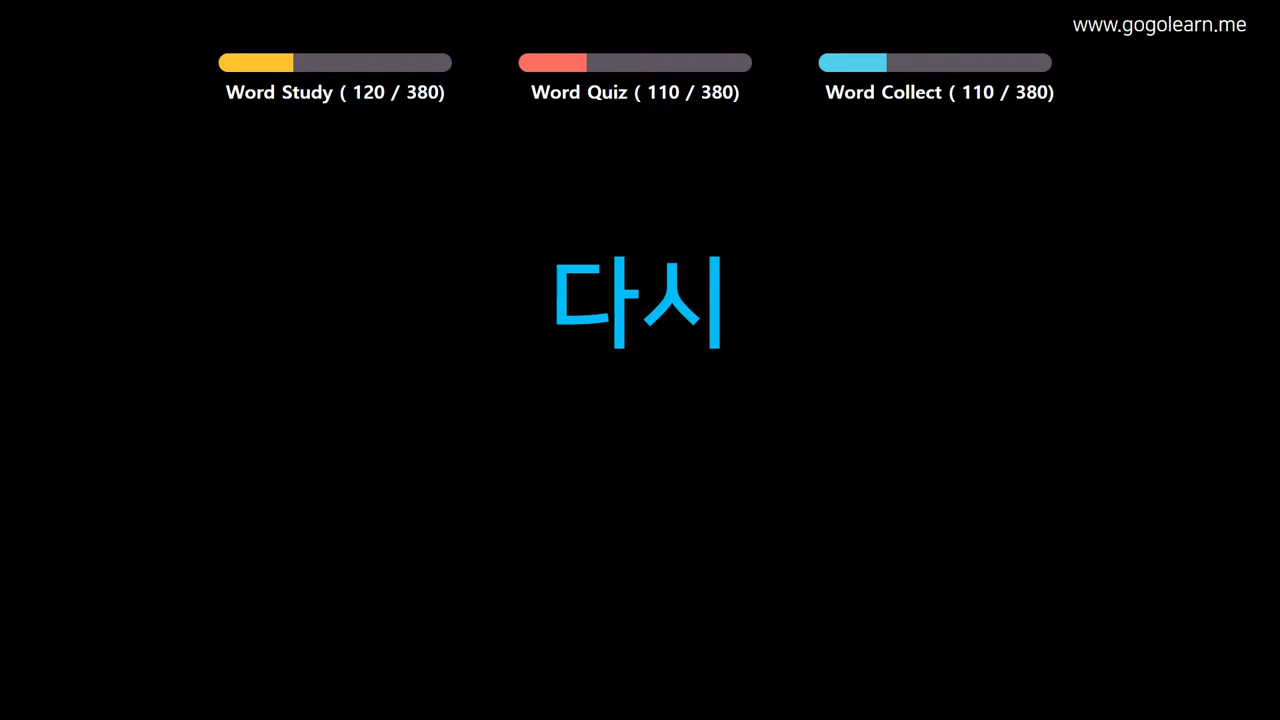 www.gogolearn.me
Word Study ( 120 / 380)
Word Quiz ( 110 / 380)
Word Collect ( 110 / 380)
다시